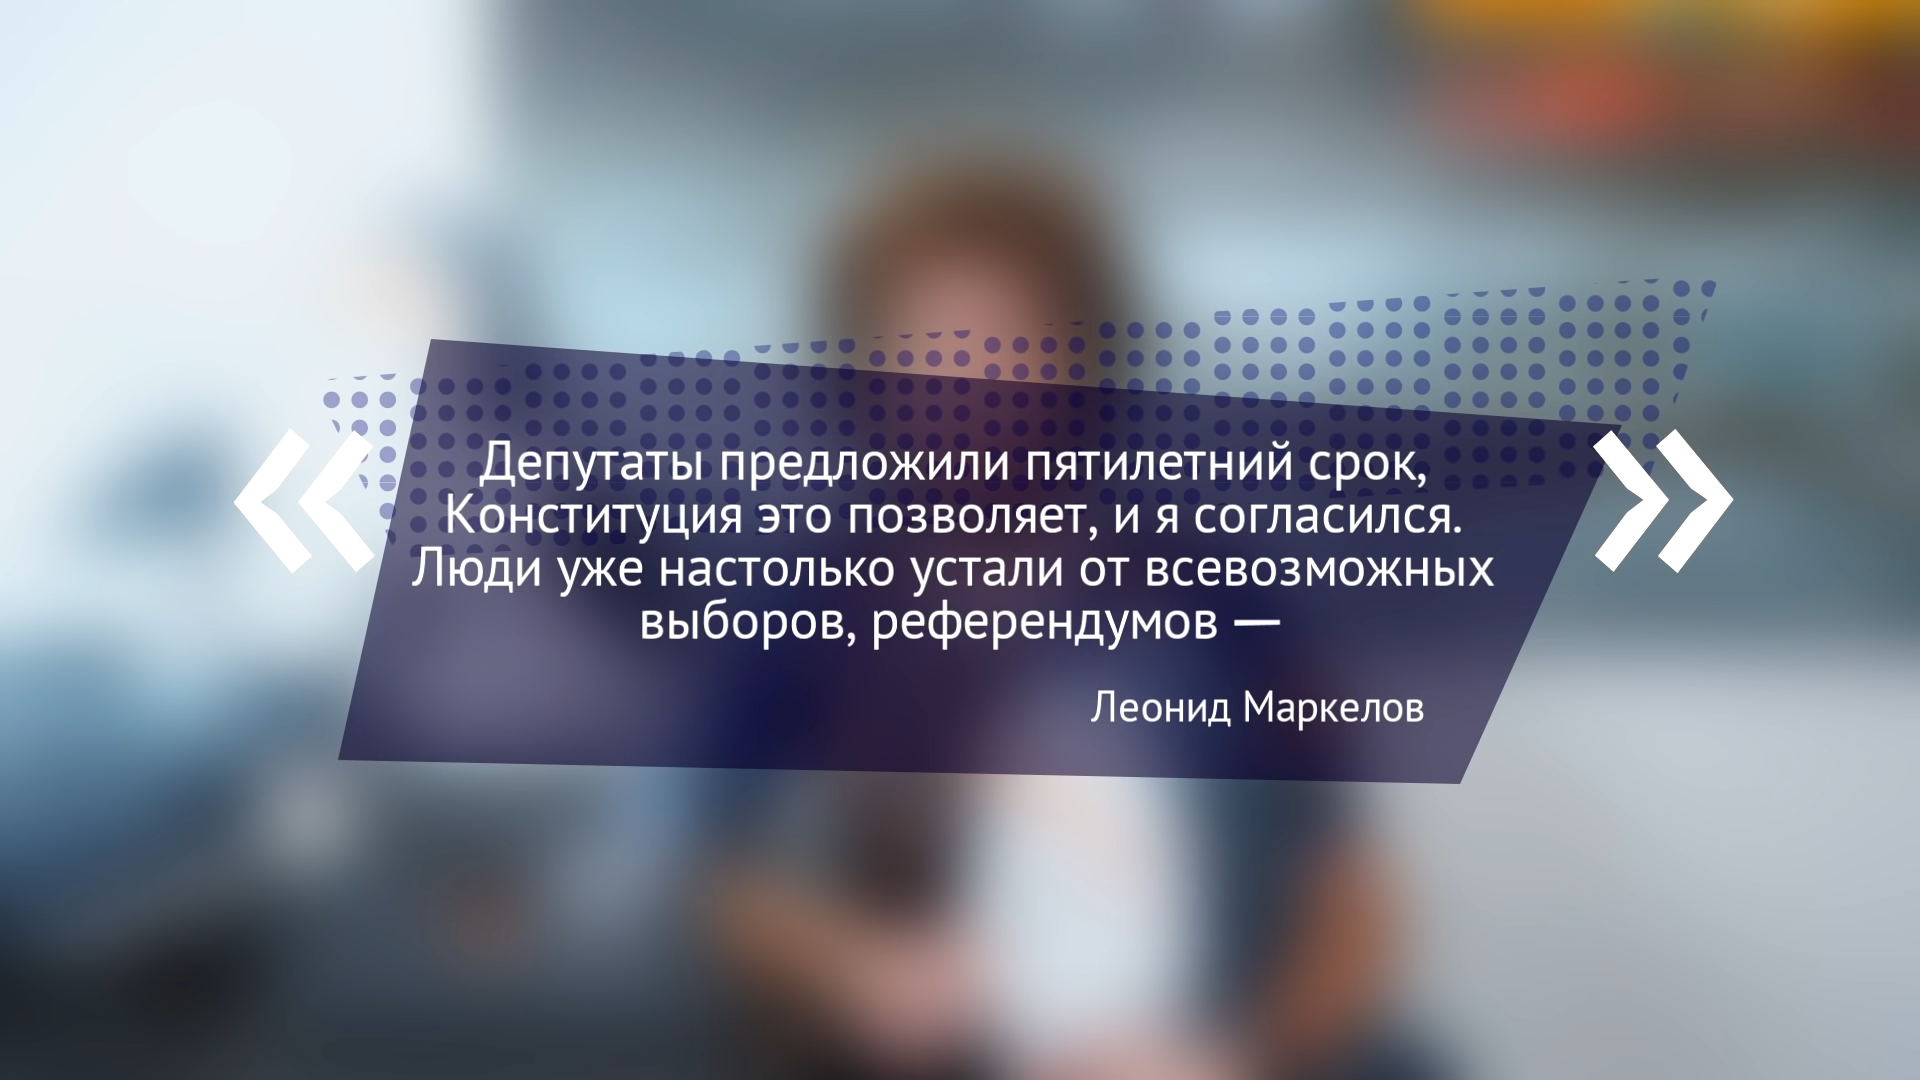 Депутаты предложили пятилетний срок,
Конституция это позволяет, и я согласился.
Люди уже настолько устали от всевозможных
выборов, референдумов —
Леонид Маркелов